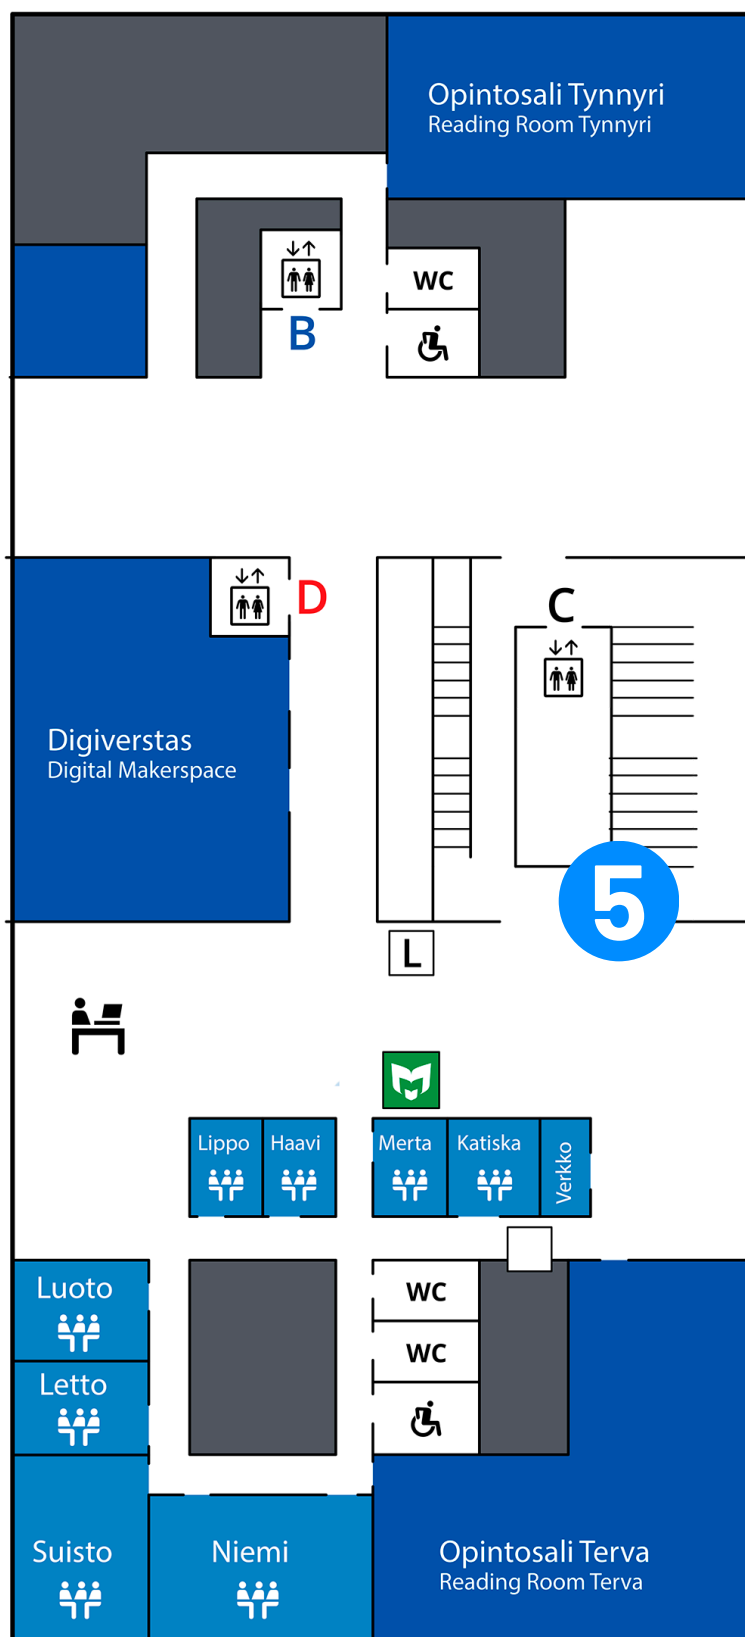 Opintosali Tynnyri
Reading Room Tynnyri
WC
B
D
C
Digiverstas
Digital Makerspace
5
L
Lippo
Haavi
Merta
Katiska
Verkko
Luoto
WC
WC
Letto
Suisto
Niemi
Opintosali Terva
Reading Room Terva